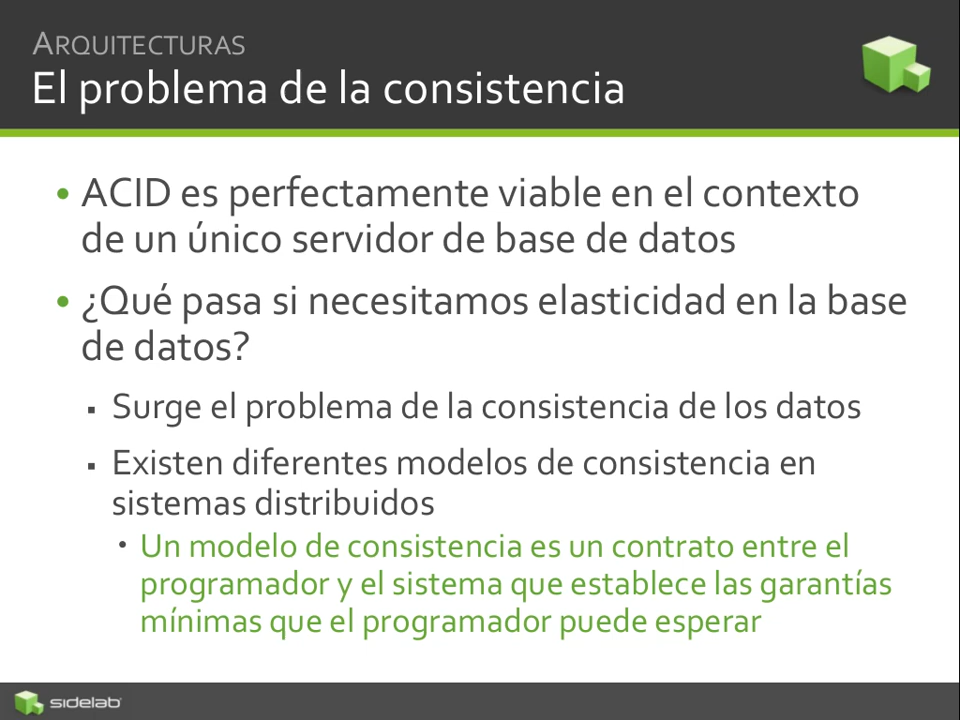 ARQUITECTURAS
El problema de la consistencia
• ACID es perfectamente viable en el contexto
de un único servidor de base de datos
• ¿Qué pasa si necesitamos elasticidad en la base
de datos?
▪ Surge el problema de la consistencia de los datos
▪ Existen diferentes modelos de consistencia en
sistemas distribuidos
• Un modelo de consistencia es un contrato entre el
programador y el sistema que establece las garantías
mínimas que el programador puede esperar
sidelab